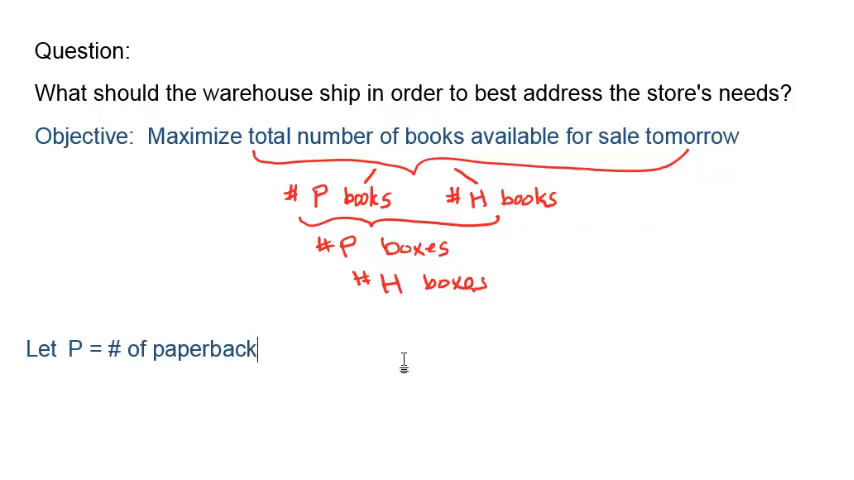 Question:
What should the warehouse ship in order to best address the store's needs?
Objective: Maximize total number of books available for sale tomorrow
# P books # H books
# P boxes
# H boxes
Let P = # of paperback